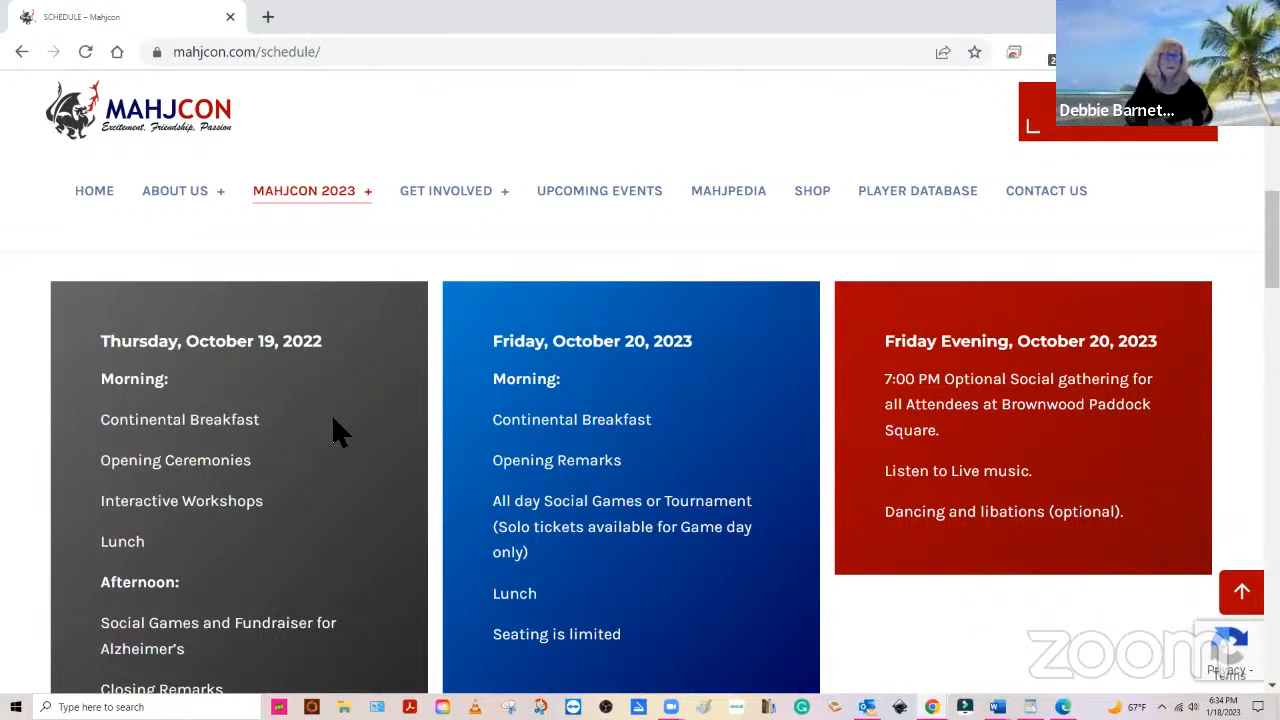 SCHEDULE – Mahjcon
mahjcon.com/schedule/
MAHJCON
Excitement, Friendship, Passion
Debbie Barnet...
HOME
ABOUT US +
MAHJCON 2023 +
GET INVOLVED +
UPCOMING EVENTS
MAHJPEDIA
SHOP
PLAYER DATABASE
CONTACT US
Thursday, October 19, 2022
Morning:
Continental Breakfast
Opening Ceremonies
Interactive Workshops
Lunch
Afternoon:
Social Games and Fundraiser for
Alzheimer's
Closing Remarks
Friday, October 20, 2023
Morning:
Continental Breakfast
Opening Remarks
All day Social Games or Tournament
(Solo tickets available for Game day
only)
Lunch
Seating is limited
Friday Evening, October 20, 2023
7:00 PM Optional Social gathering for
all Attendees at Brownwood Paddock
Square.
Listen to Live music.
Dancing and libations (optional).
zoom
Privacy -
Terms
Type here to search
73°F
6:34 PM
1/18/2023